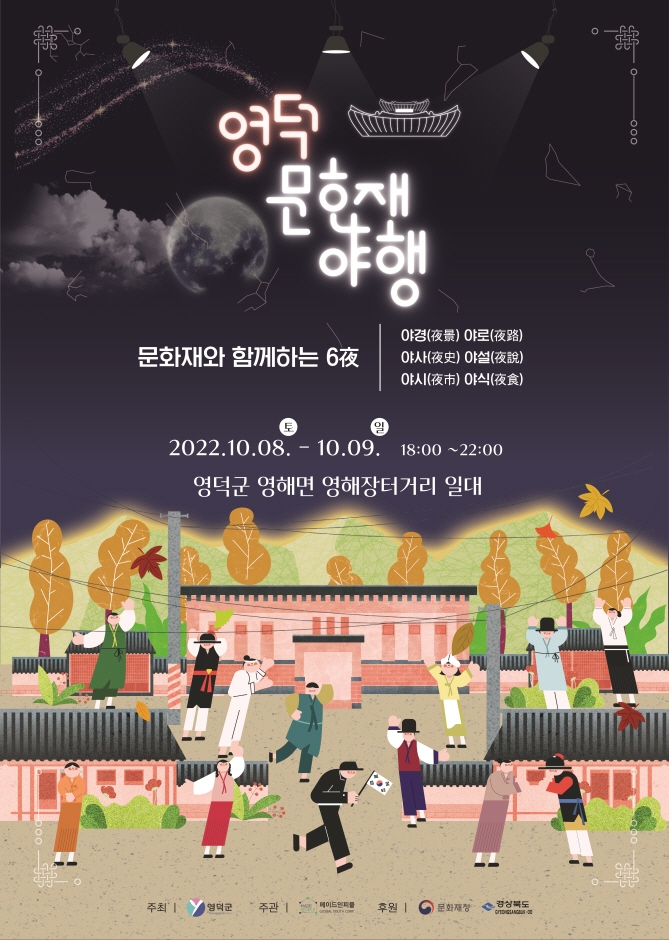 영덕
문화재
야행
문화재와 함께하는 6夜
야경(夜景) 야로(夜路)
야사(夜史) 야설(夜說)
야시(夜市) 야식(夜食)
토 일
2022.10.08. - 10.09. 18:00 ~22:00
영덕군 영해면 영해장터거리 일대
주최 | 영덕군 주관 | 메이드인피플 후원 | 문화재청 경상북도
GYEONGSANGBUK-DO